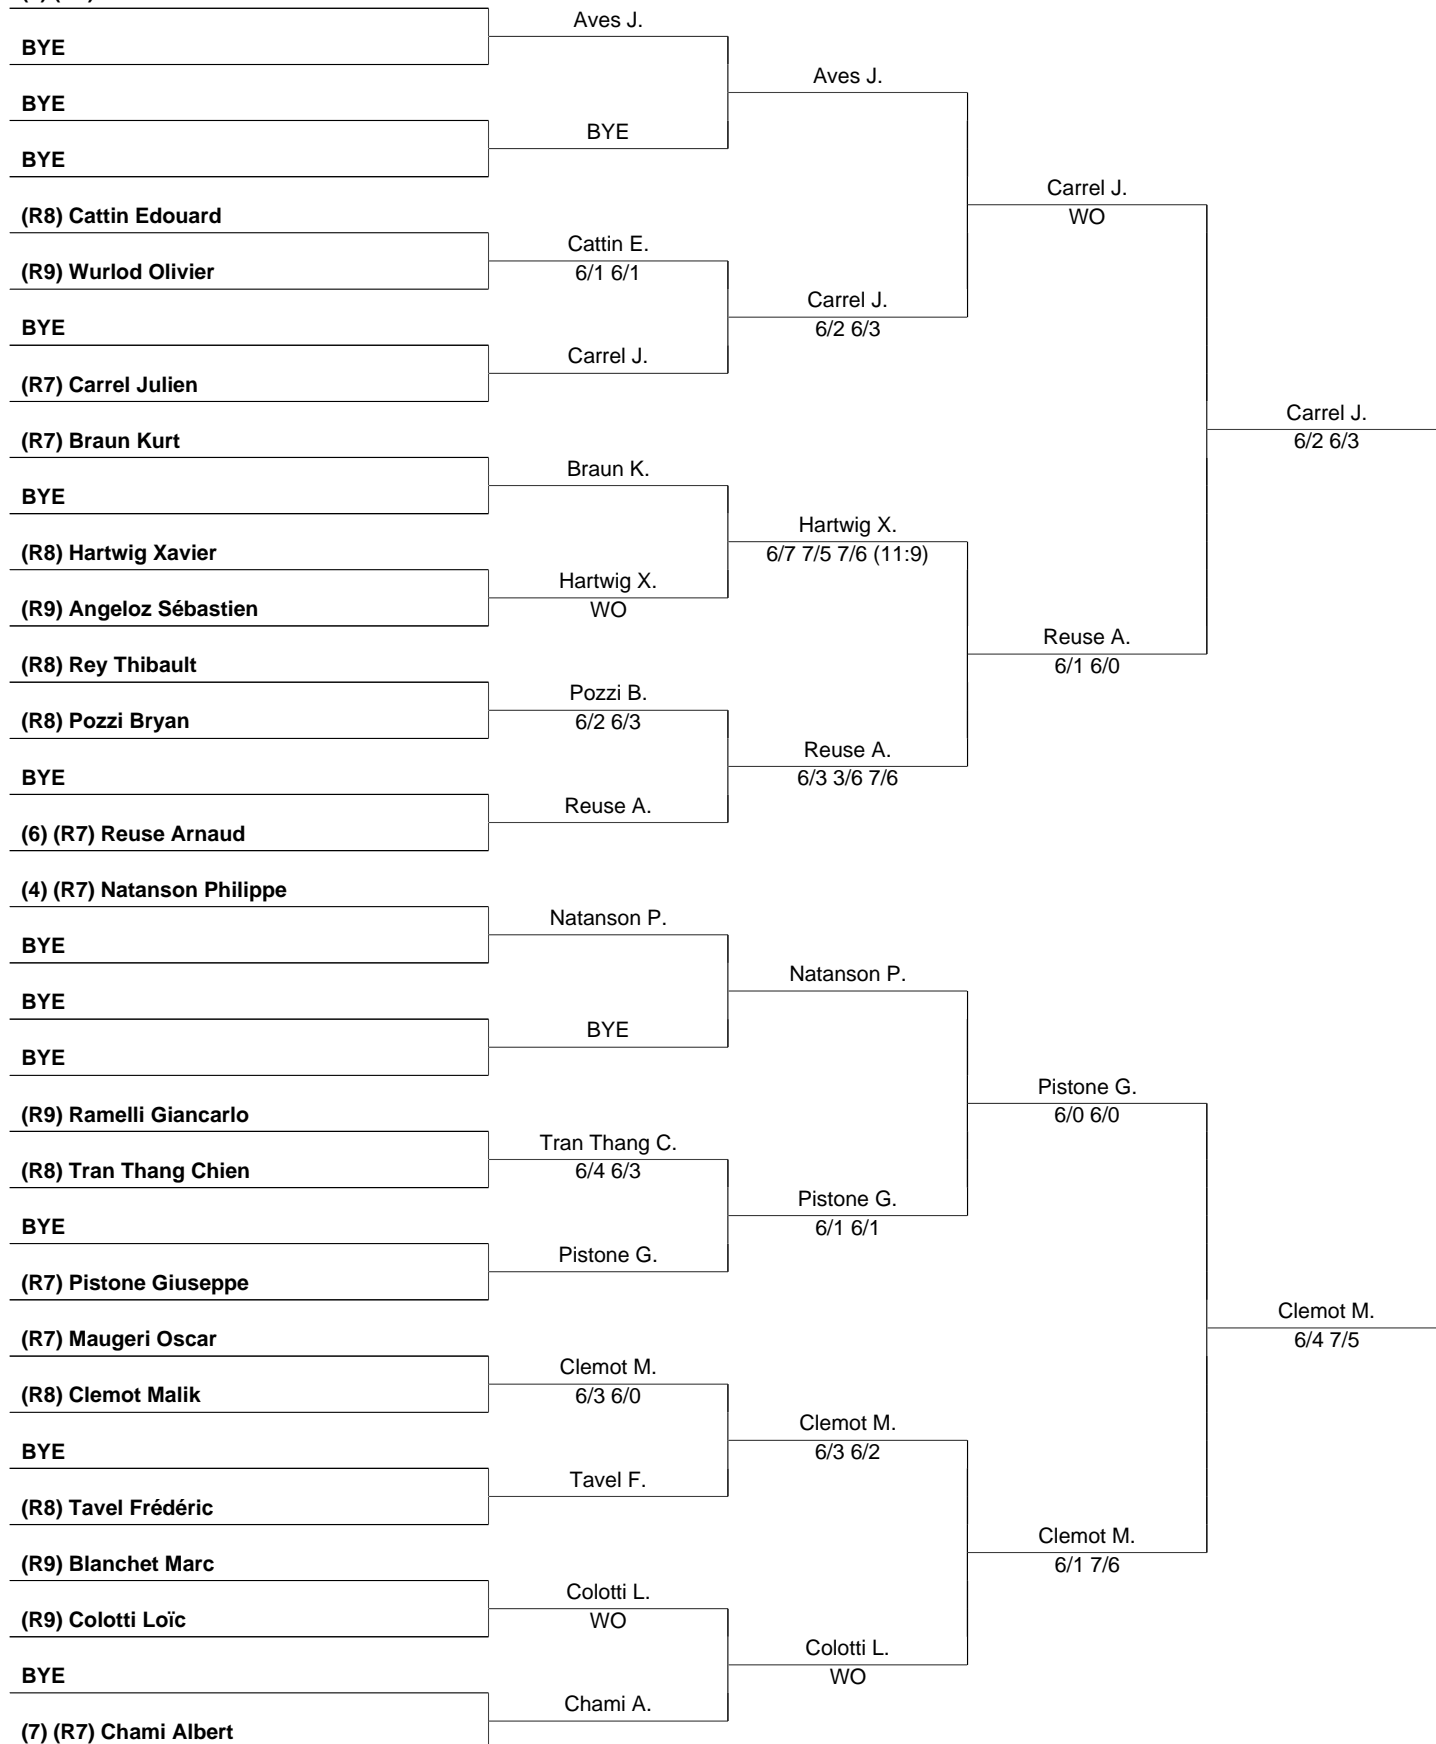 BYE
BYE
BYE
(R8) Cattin Edouard
(R9) Wurlod Olivier
BYE
(R7) Carrel Julien
(R7) Braun Kurt
BYE
(R8) Hartwig Xavier
(R9) Angeloz Sébastien
(R8) Rey Thibault
(R8) Pozzi Bryan
BYE
(6) (R7) Reuse Arnaud
(4) (R7) Natanson Philippe
BYE
BYE
BYE
(R9) Ramelli Giancarlo
(R8) Tran Thang Chien
BYE
(R7) Pistone Giuseppe
(R7) Maugeri Oscar
(R8) Clemot Malik
BYE
(R8) Tavel Frédéric
(R9) Blanchet Marc
(R9) Colotti Loïc
BYE
(7) (R7) Chami Albert
Aves J.
BYE
Cattin E.
6/1 6/1
Carrel J.
Braun K.
Hartwig X.
WO
Pozzi B.
6/2 6/3
Reuse A.
Natanson P.
BYE
Tran Thang C.
6/4 6/3
Pistone G.
Clemot M.
6/3 6/0
Tavel F.
Colotti L.
WO
Chami A.
Aves J.
Carrel J.
6/2 6/3
Hartwig X.
6/7 7/5 7/6 (11:9)
Reuse A.
6/3 3/6 7/6
Natanson P.
Pistone G.
6/1 6/1
Clemot M.
6/3 6/2
Colotti L.
WO
Carrel J.
WO
Reuse A.
6/1 6/0
Pistone G.
6/0 6/0
Clemot M.
6/1 7/6
Carrel J.
6/2 6/3
Clemot M.
6/4 7/5